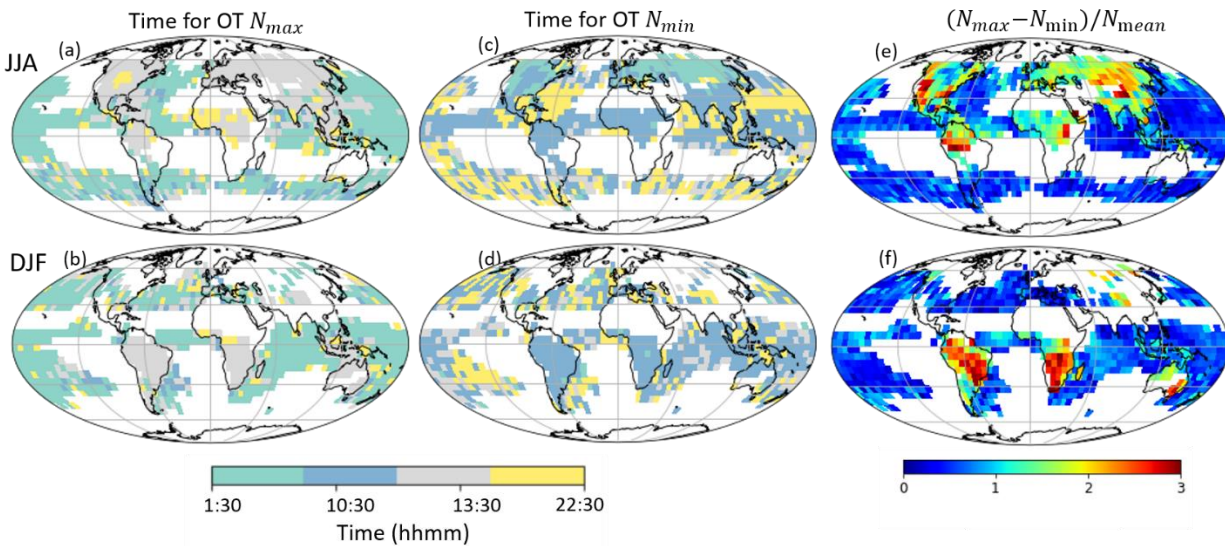 Time for OT N_max
Time for OT N_min
(N_max−N_min)/N_mean
JJA
(a)
(c)
(e)
DJF
(b)
(d)
(f)
1:30
10:30
13:30
22:30
Time (hhmm)
0
1
2
3